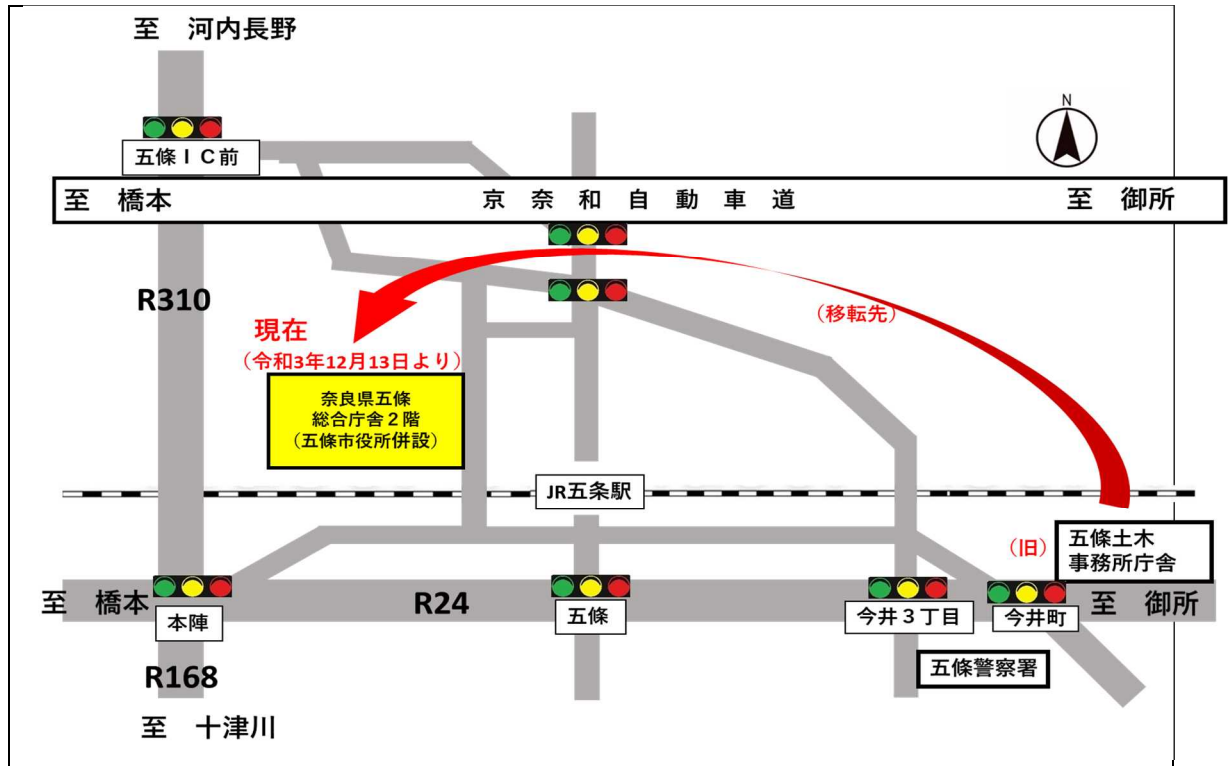 至　河内長野
N
五條ＩＣ前
至　橋本
京奈和自動車道
至　御所
R310
（移転先）
現在
（令和3年12月13日より）
奈良県五條
総合庁舎２階
（五條市役所併設）
JR五条駅
（旧）
五條土木
事務所庁舎
至　橋本
本陣
R24
五條
今井３丁目
今井町
至　御所
五條警察署
R168
至　十津川